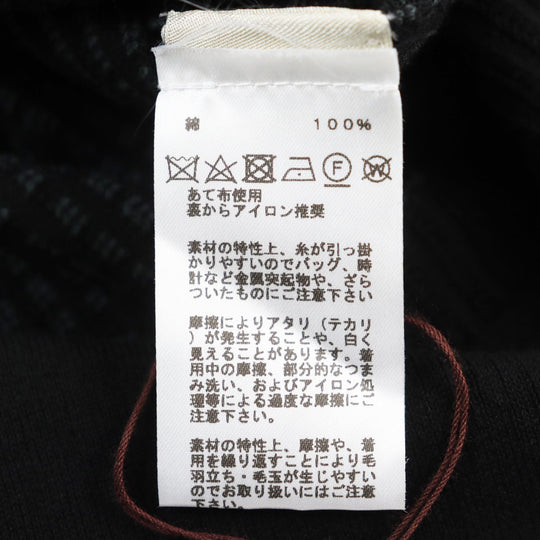 綿 100%
F W
あて布使用
裏からアイロン推奨
素材の特性上、糸が引っ掛
かりやすいのでバッグ、時
計など金属突起物や、ざら
ついたものにご注意下さい
摩擦によりアタリ（テカリ
）が発生することや、白く
見えることがあります。着
用中の摩擦、部分的なつま
み洗い、およびアイロン処
理等による過度な摩擦にご
注意下さい。
素材の特性上、摩擦や、着
用を繰り返すことにより毛
羽立ち・毛玉が生じやすい
のでお取り扱いにはご注意
下さい。